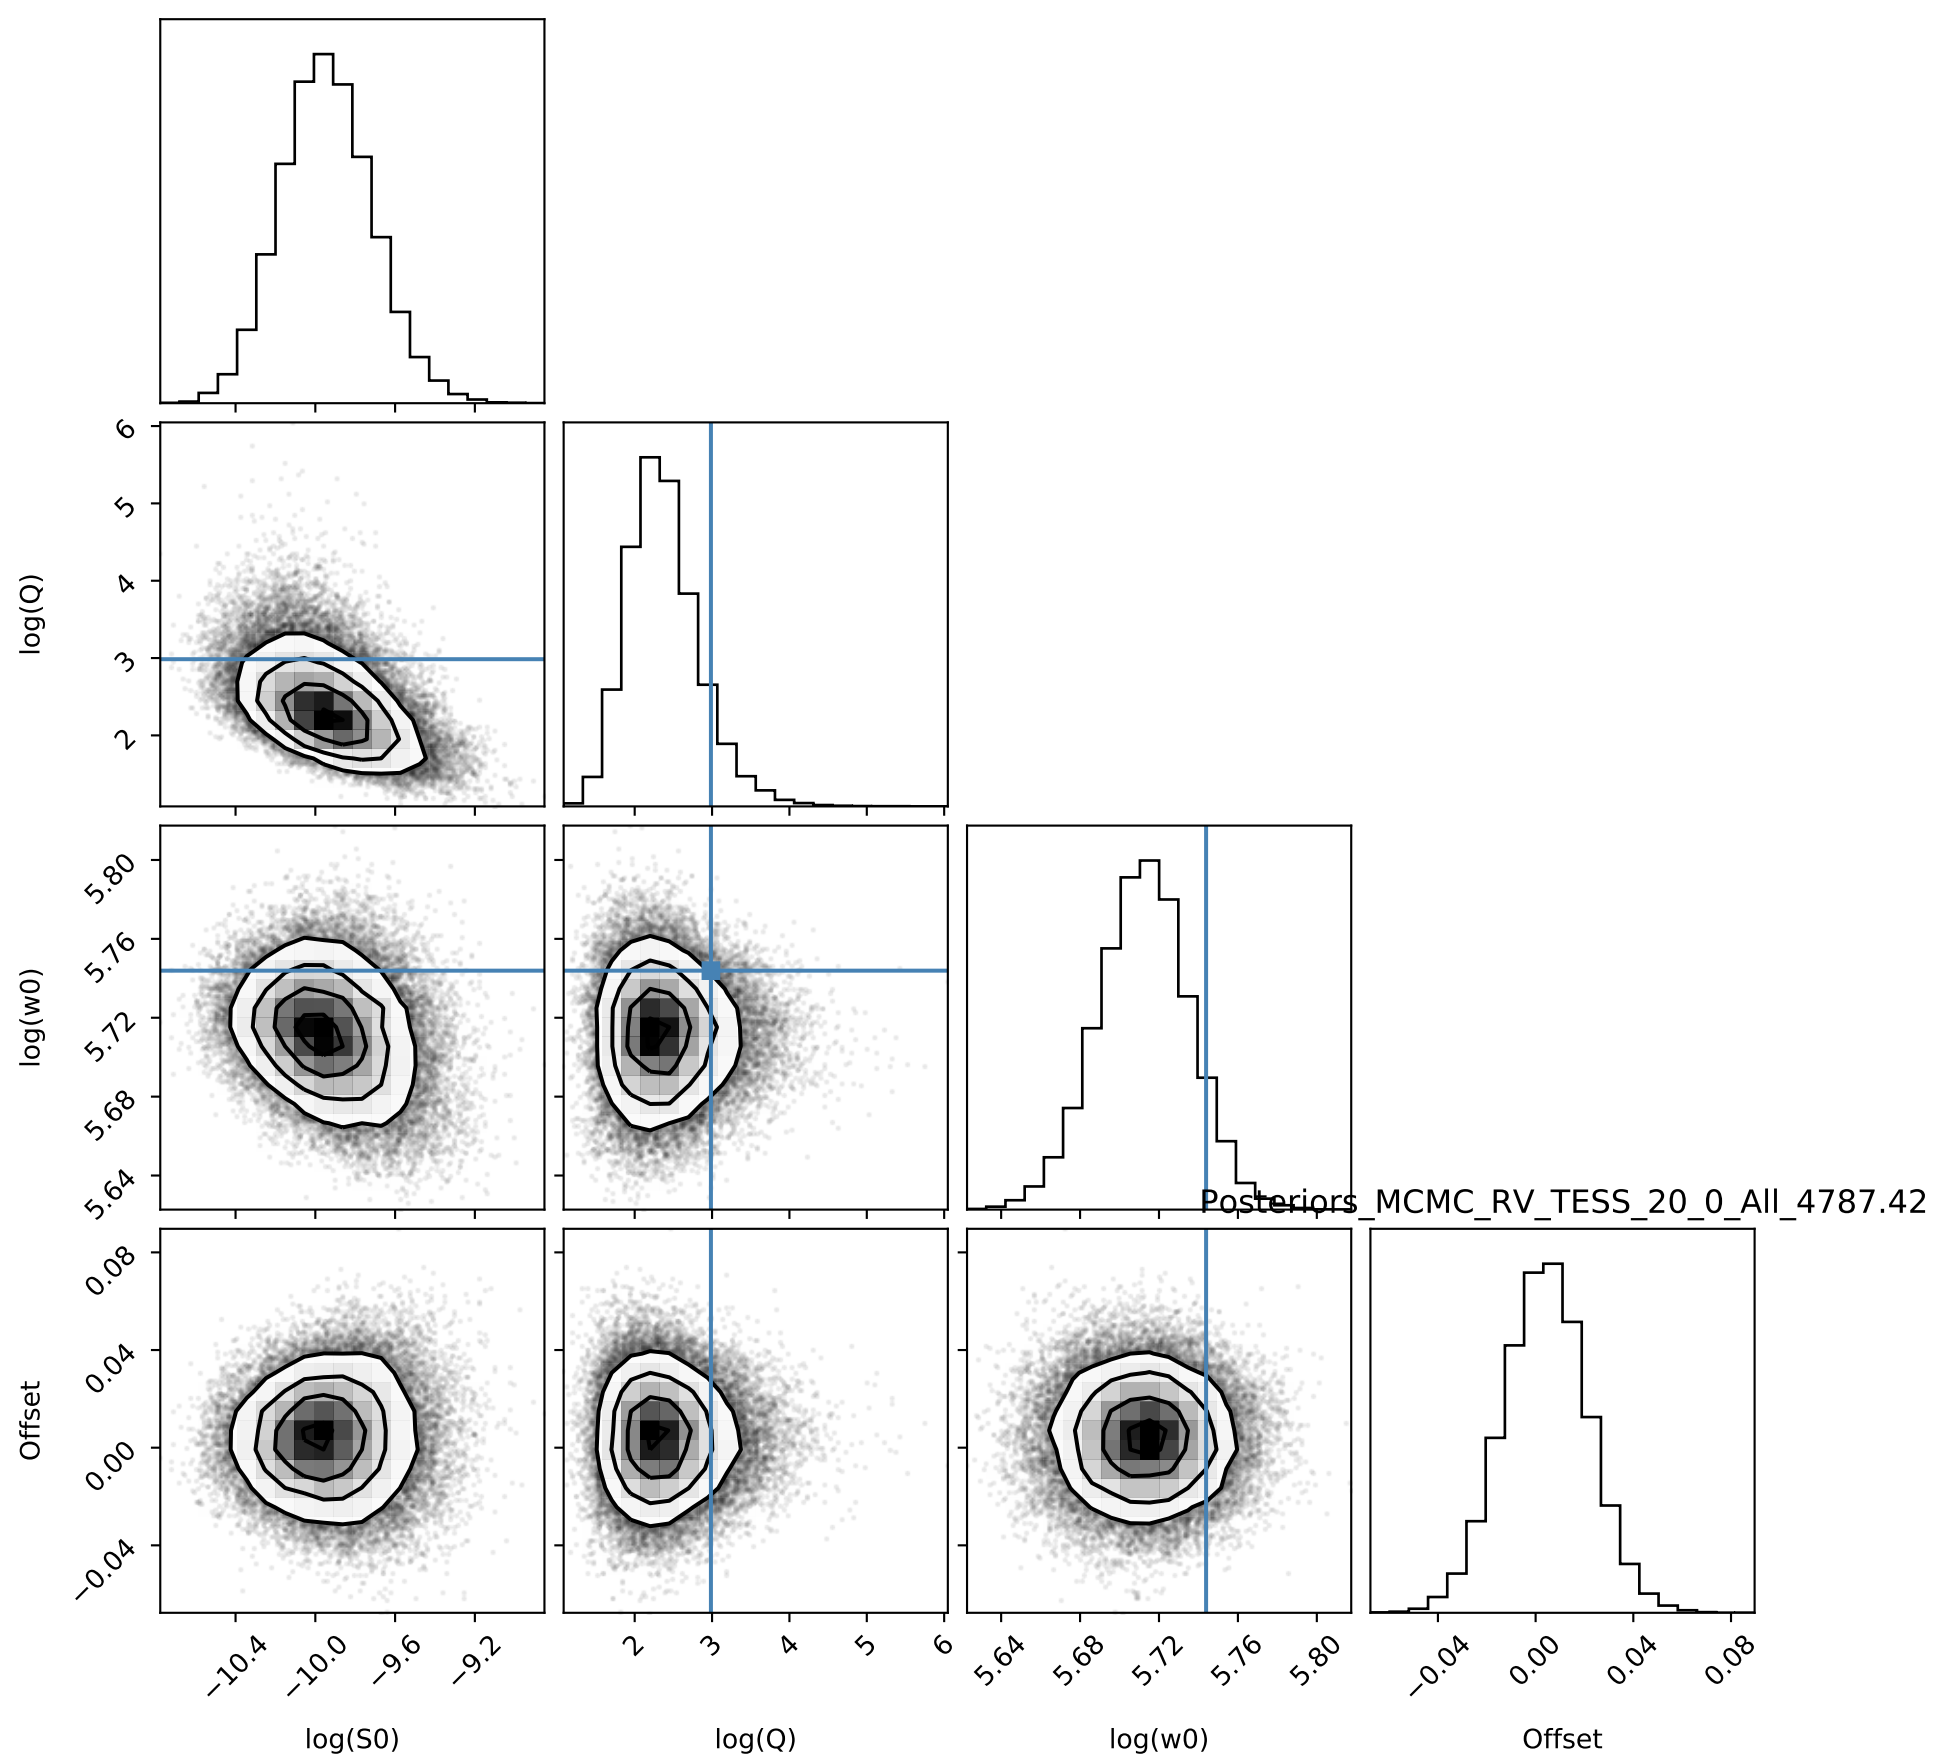 6
5
4
3
2
log(Q)
5.80
5.76
5.72
5.68
5.64
log(w0)
Posteriors_MCMC_RV_TESS_20_0_All_4787.42
0.08
0.04
0.00
−0.04
Offset
−10.4 −10.0 −9.6 −9.2
2 3 4 5 6
5.64 5.68 5.72 5.76 5.80
−0.04 0.00 0.04 0.08
log(S0) log(Q) log(w0) Offset